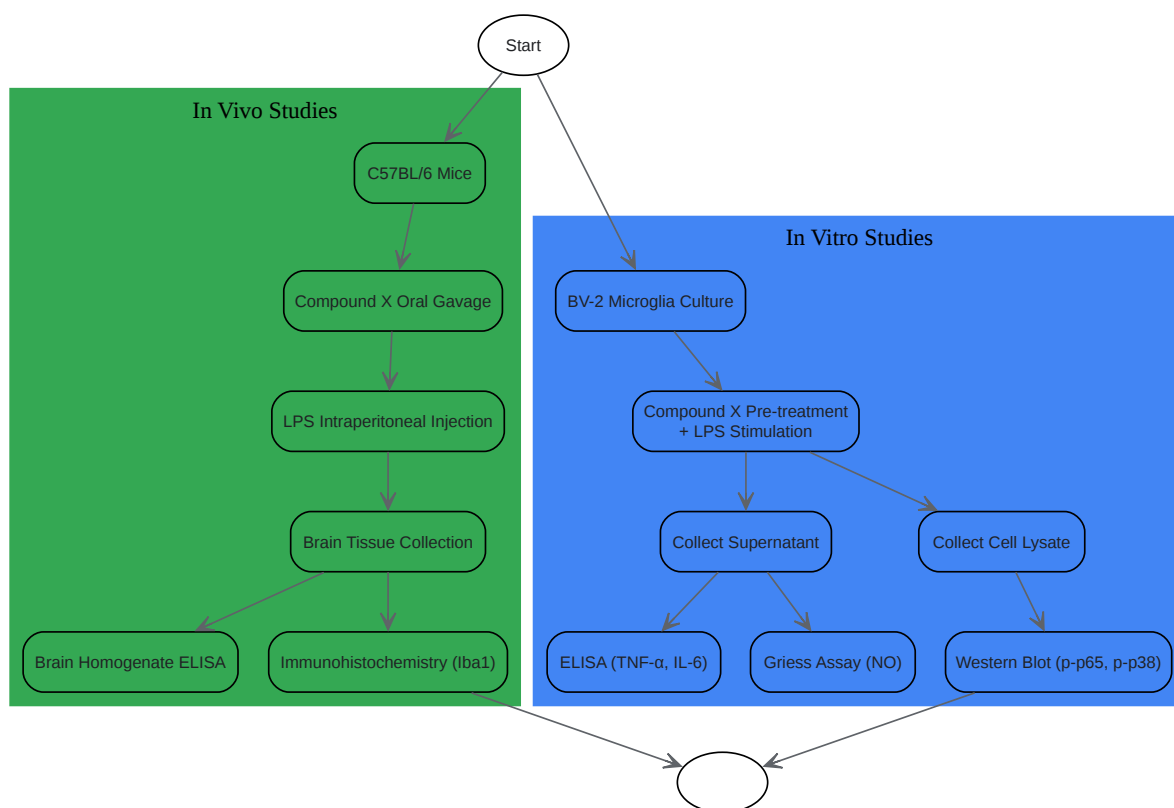 Start
In Vivo Studies
C57BL/6 Mice
Compound X Oral Gavage
LPS Intraperitoneal Injection
Brain Tissue Collection
Brain Homogenate ELISA
Immunohistochemistry (Iba1)
In Vitro Studies
BV-2 Microglia Culture
Compound X Pre-treatment
+ LPS Stimulation
Collect Supernatant
Collect Cell Lysate
ELISA (TNF-α, IL-6)
Griess Assay (NO)
Western Blot (p-p65, p-p38)